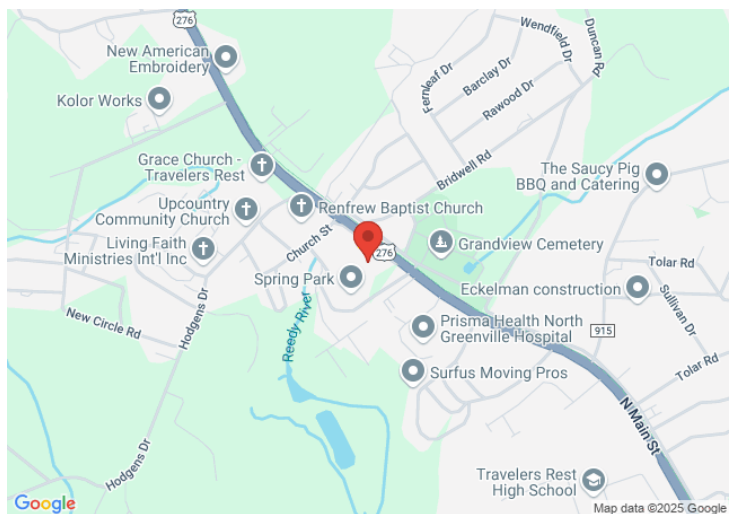 276
New American
Embroidery
Kolor Works
Wendfield Dr
Duncan R
Fernleaf Dr
Barclay Dr
Rawood Dr
Bridwell Rd
Grace Church -
Travelers Rest
The Saucy Pig
BBQ and Catering
Upcountry
Community Church
Renfrew Baptist Church
Church St
Living Faith
Ministries Int'l Inc
276
Grandview Cemetery
Spring Park
Tolar Rd
Eckelman construction
Sullivan Dr
New Circle Rd
Hodgens Dr
Reedy River
Prisma Health North
Greenville Hospital
915
Surfus Moving Pros
Tolar Rd
N Main St
Hodgens Dr
Travelers Rest
High School
Google
Map data ©2025 Google